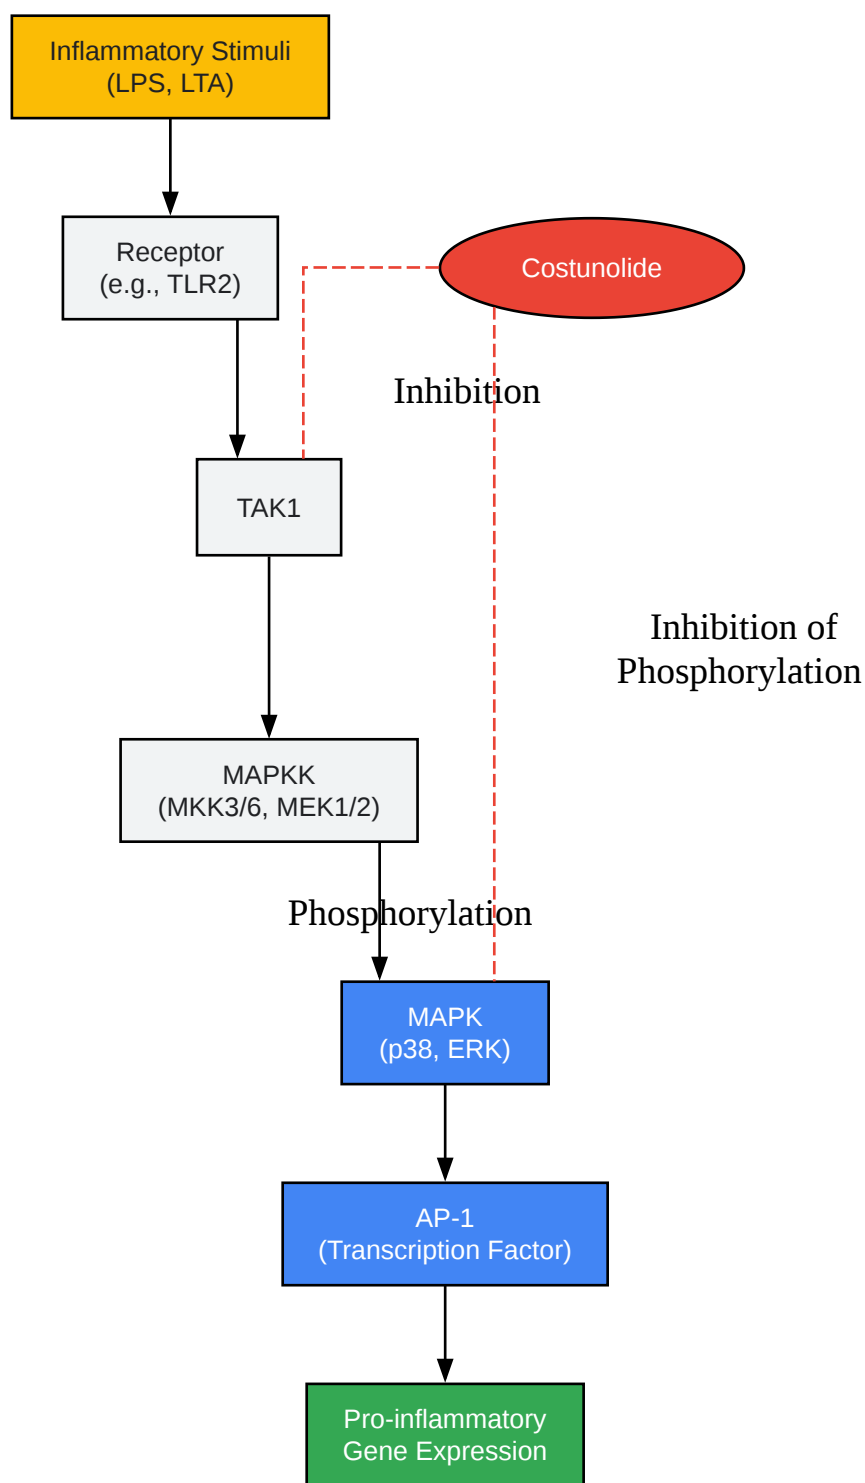 Inflammatory Stimuli
(LPS, LTA)
Receptor
(e.g., TLR2)
Costunolide
Inhibition
TAK1
Inhibition of
Phosphorylation
MAPKK
(MKK3/6, MEK1/2)
Phosphorylation
MAPK
(p38, ERK)
AP-1
(Transcription Factor)
Pro-inflammatory
Gene Expression